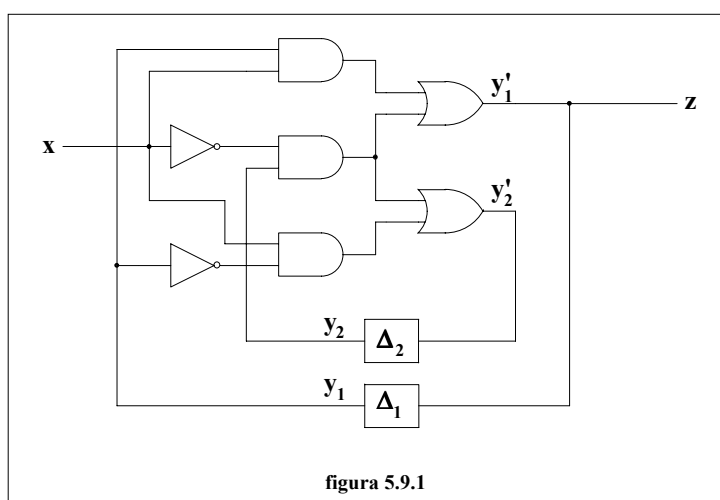 y'₁
x
z
y'₂
y₂
Δ₂
y₁
Δ₁
figura 5.9.1